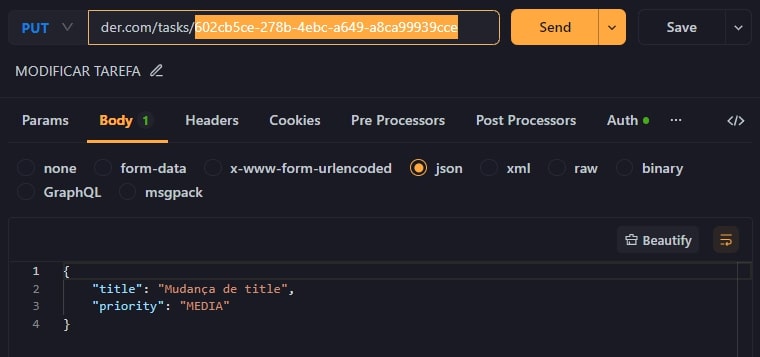 PUT der.com/tasks/602cb5ce-278b-4ebc-a649-a8ca99939cce Send Save
MODIFICAR TAREFA
Params Body 1 Headers Cookies Pre Processors Post Processors Auth ... </>
none form-data x-www-form-urlencoded json xml raw binary
GraphQL msgpack
Beautify
1 {
2 "title": "Mudança de title",
3 "priority": "MEDIA"
4 }